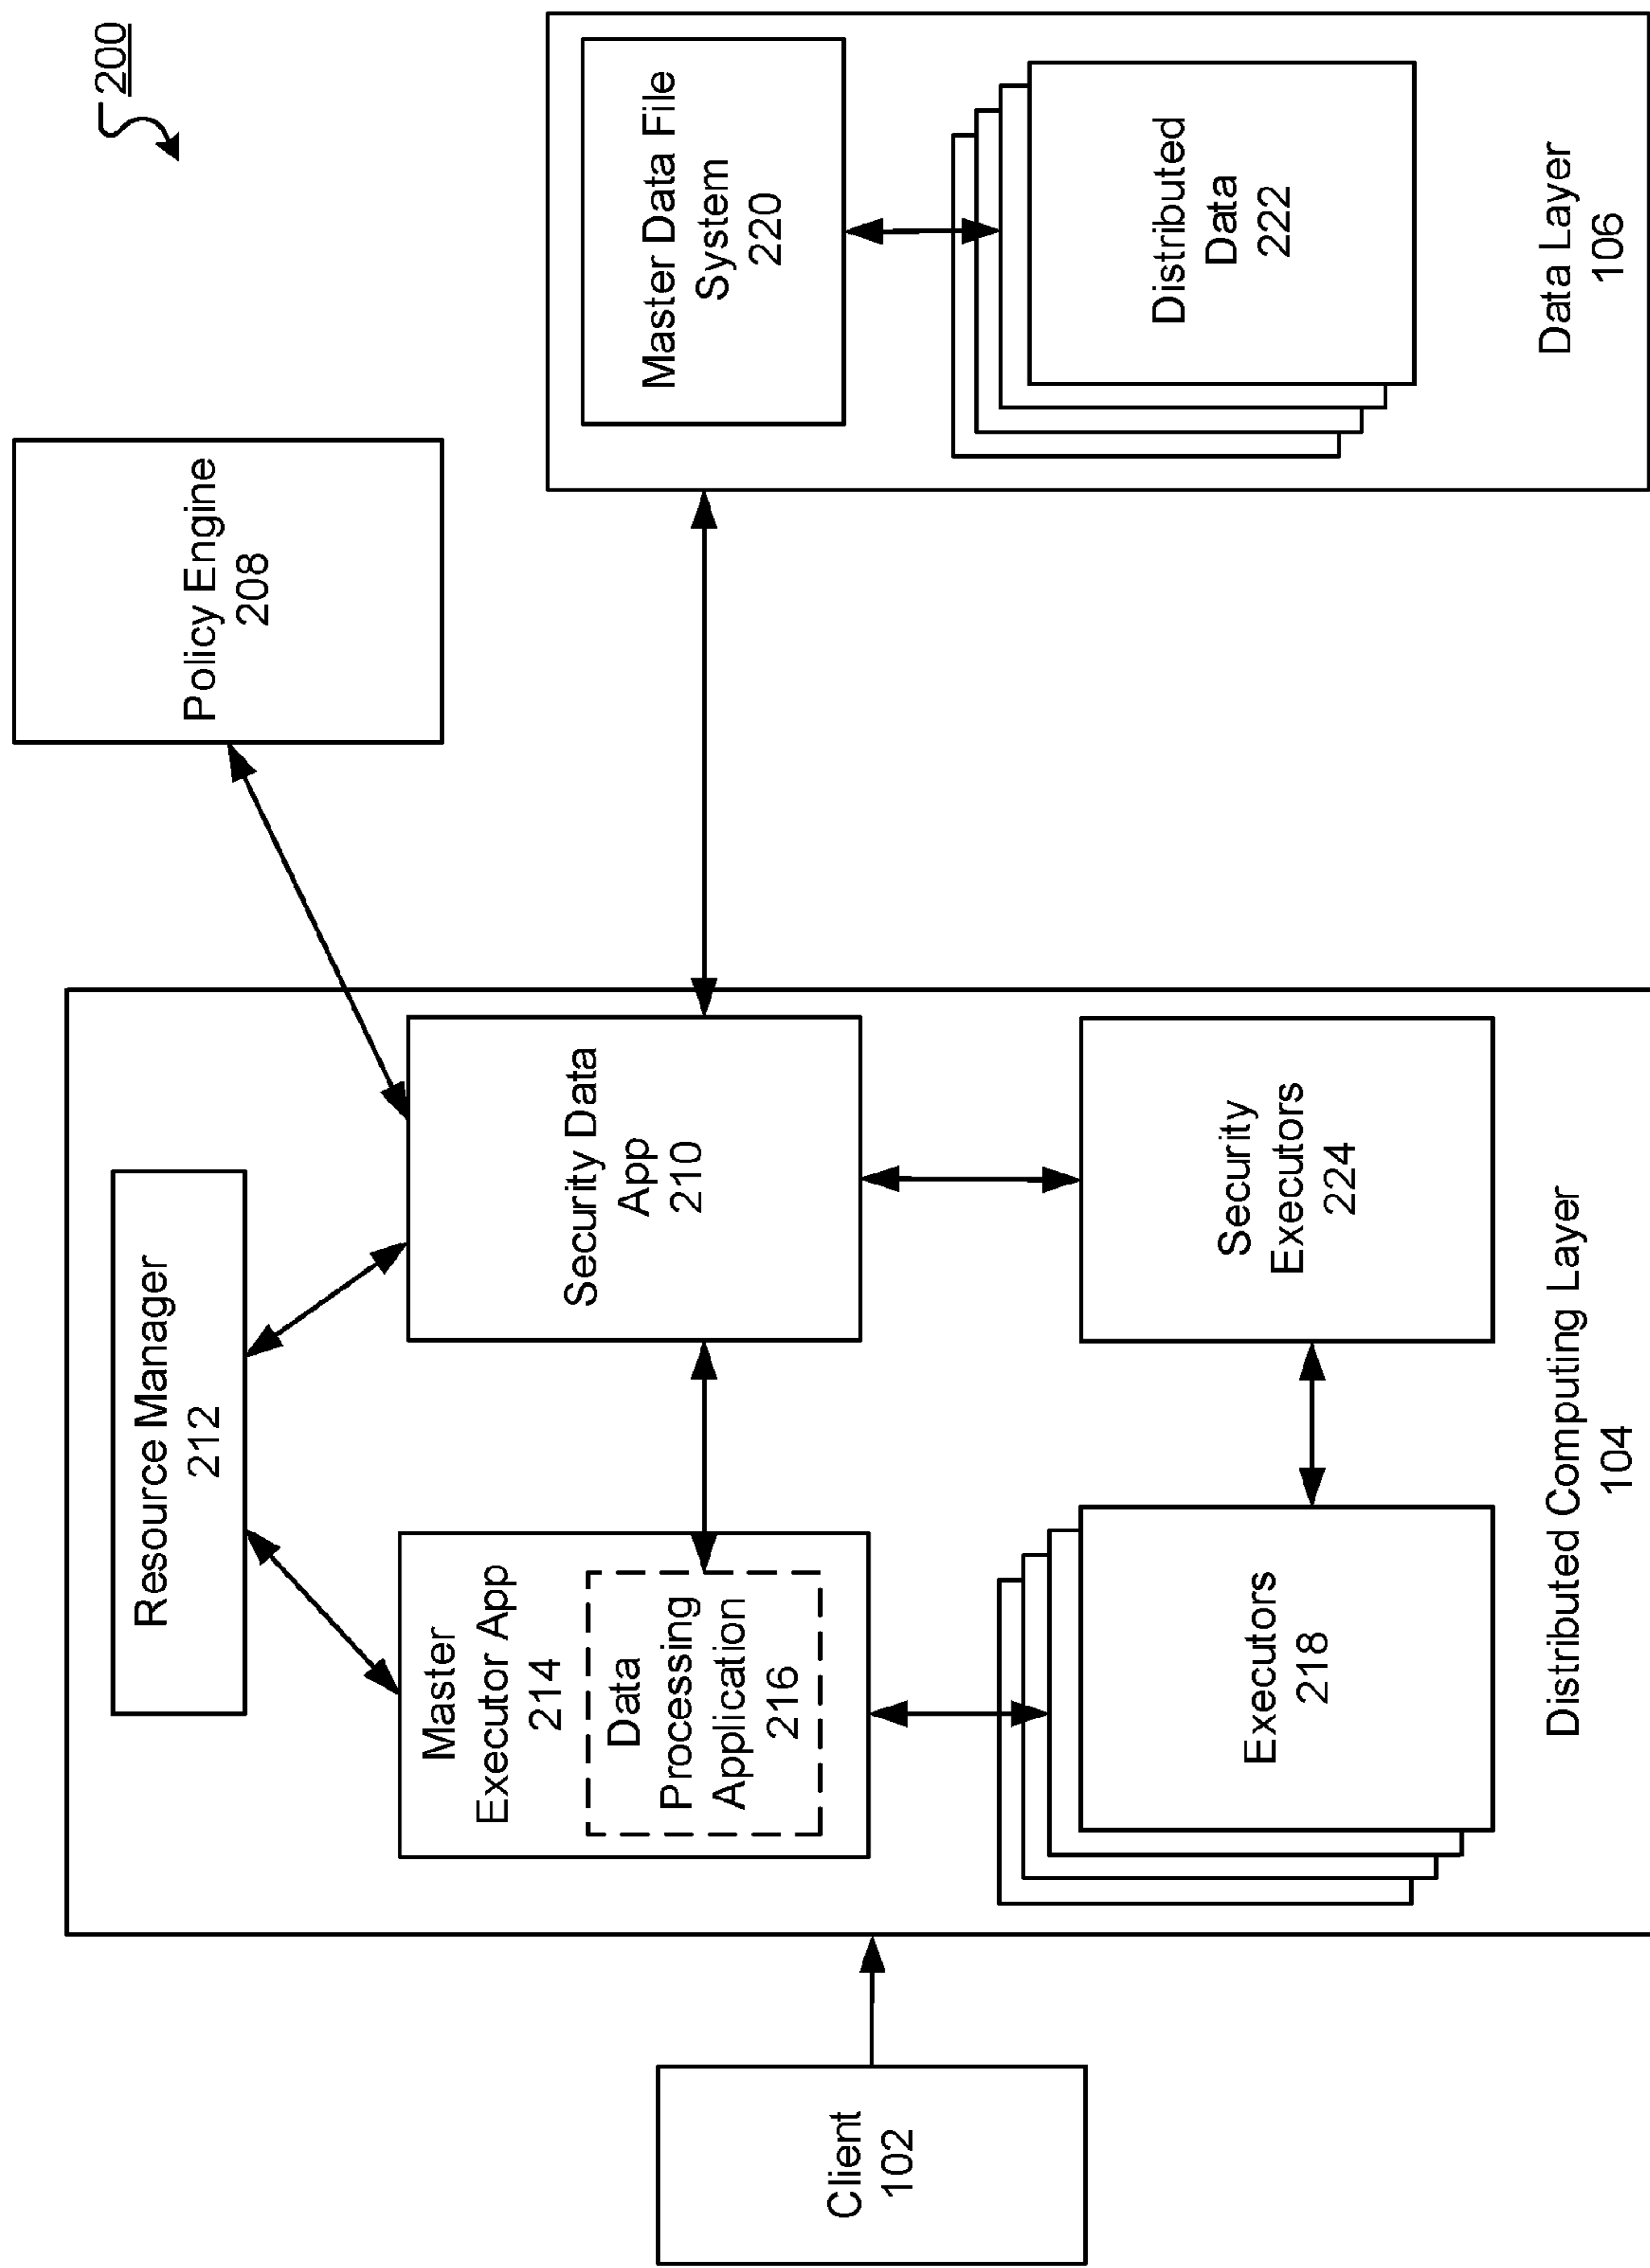 200
Policy Engine
208
Resource Manager
212
Master
Executor App
214
Data
Processing
Application
216
Security Data
App
210
Master Data File
System
220
Client
102
Executors
218
Security
Executors
224
Distributed
Data
222
Distributed Computing Layer
104
Data Layer
106